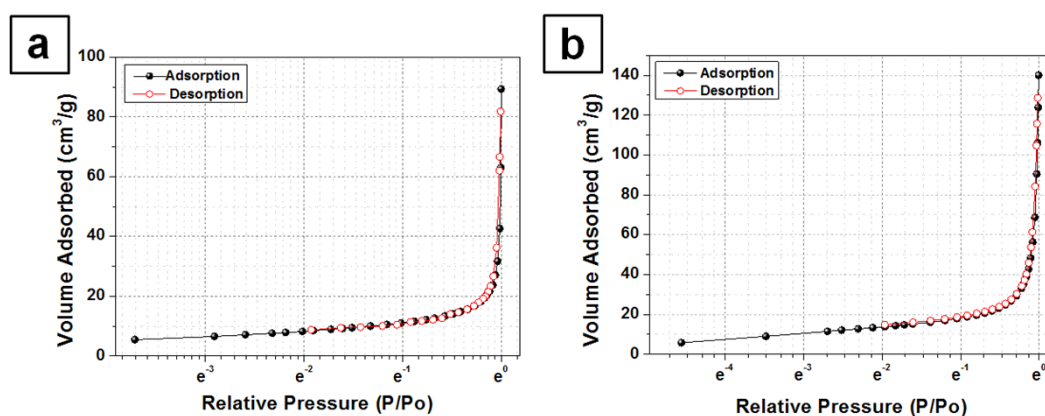 a
100
80
60
40
20
0
Volume Adsorbed (cm³/g)
Adsorption
Desorption
e⁻³
e⁻²
e⁻¹
e⁰
Relative Pressure (P/Po)
b
140
120
100
80
60
40
20
0
Volume Adsorbed (cm³/g)
Adsorption
Desorption
e⁻⁴
e⁻³
e⁻²
e⁻¹
e⁰
Relative Pressure (P/Po)